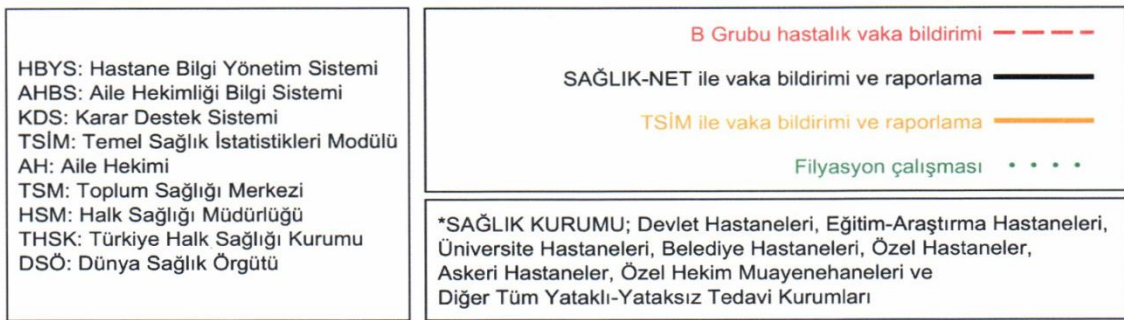 HBYS: Hastane Bilgi Yönetim Sistemi
AHBS: Aile Hekimliği Bilgi Sistemi
KDS: Karar Destek Sistemi
TSİM: Temel Sağlık İstatistikleri Modülü
AH: Aile Hekimi
TSM: Toplum Sağlığı Merkezi
HSM: Halk Sağlığı Müdürlüğü
THSK: Türkiye Halk Sağlığı Kurumu
DSÖ: Dünya Sağlık Örgütü
B Grubu hastalık vaka bildirimi
SAĞLIK-NET ile vaka bildirimi ve raporlama
TSİM ile vaka bildirimi ve raporlama
Filyasyon çalışması
*SAĞLIK KURUMU; Devlet Hastaneleri, Eğitim-Araştırma Hastaneleri,
Üniversite Hastaneleri, Belediye Hastaneleri, Özel Hastaneler,
Askeri Hastaneler, Özel Hekim Muayenehaneleri ve
Diğer Tüm Yataklı-Yataksız Tedavi Kurumları